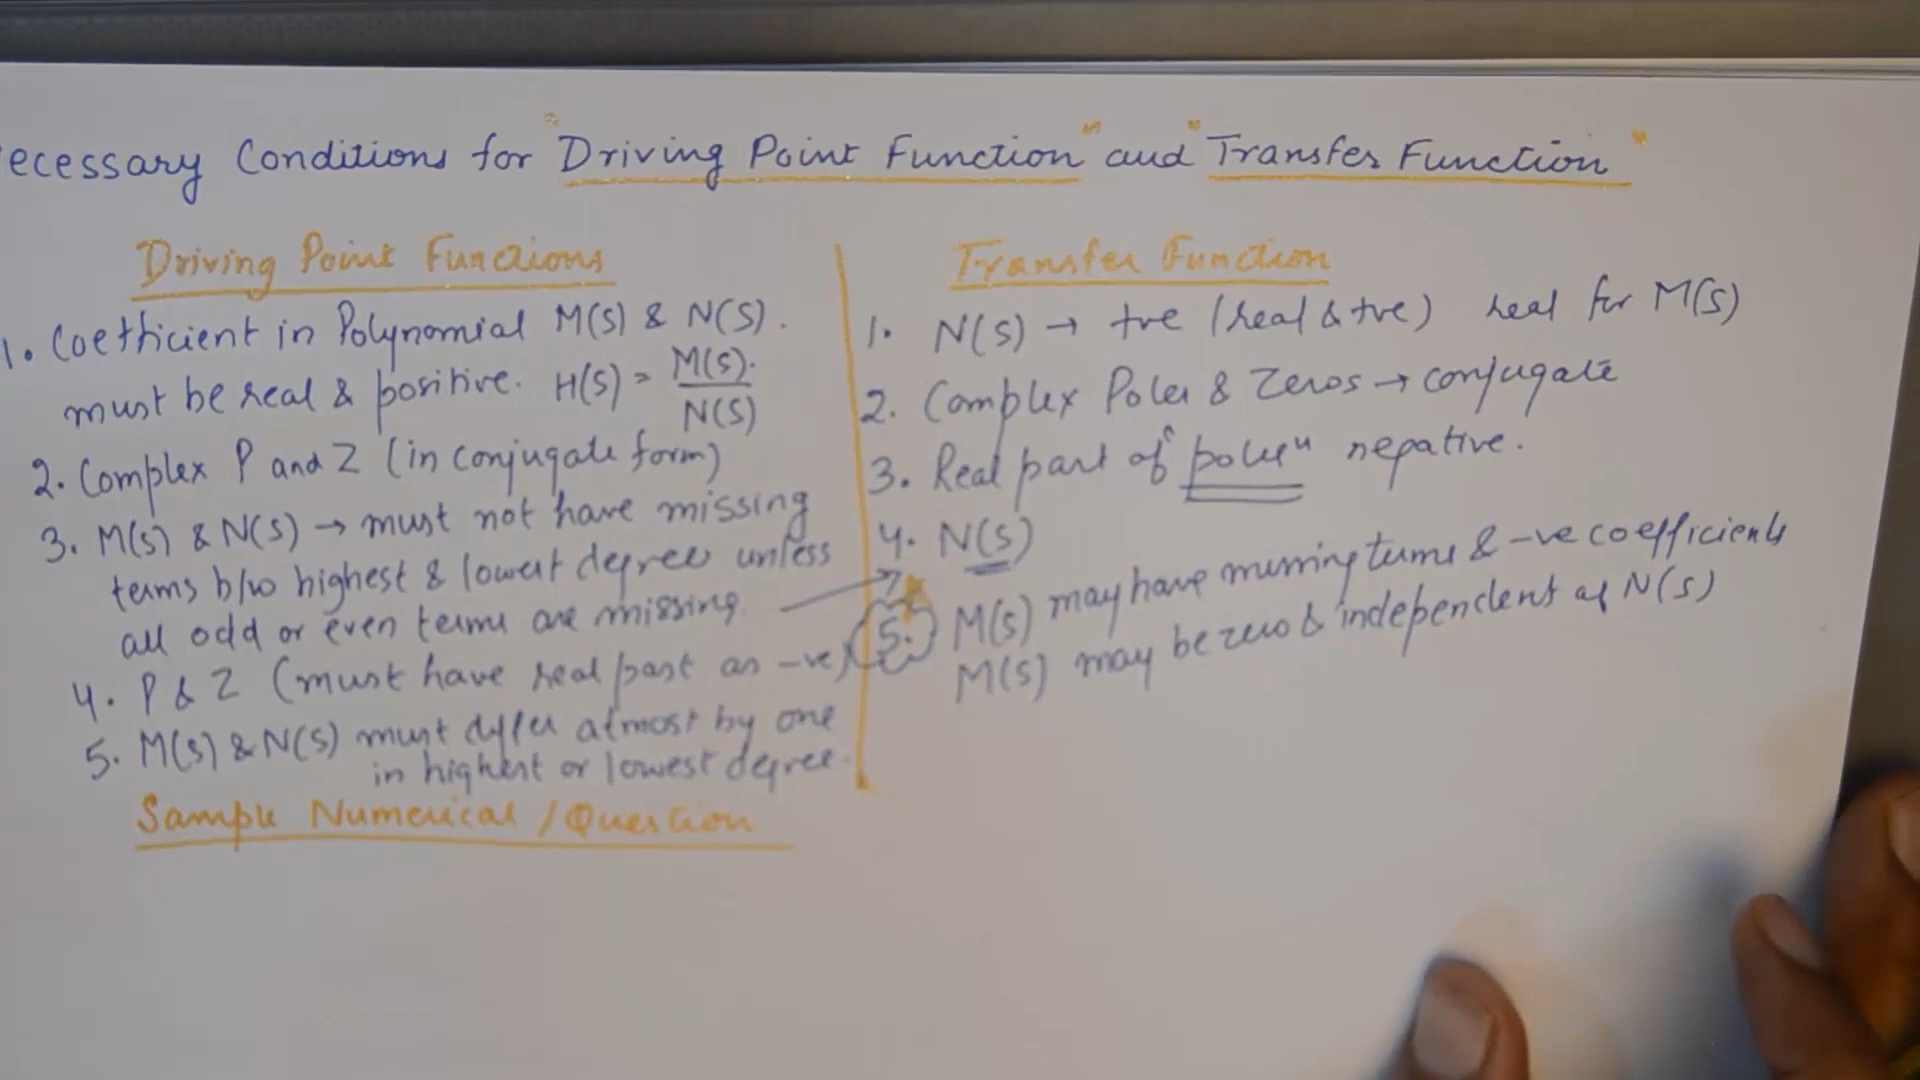 ecessary Conditions for "Driving Point Function" and "Transfer Function"
Driving Point Functions
1. Coefficient in Polynomial M(s) & N(s).
must be real & positive. H(s) = M(s). / N(s)
2. Complex P and Z (in conjugate form)
3. M(s) & N(s) → must not have missing
terms b/w highest & lowest degree unless
all odd or even terms are missing.
4. P & Z (must have real part as -ve)
5. M(s) & N(s) must differ atmost by one
in highest or lowest degree.
Sample Numerical / Question
Transfer Function
1. N(s) → +ve (real & +ve) real for M(s)
2. Complex Poles & Zeros → conjugate
3. Real part of "poles" negative.
4. N(s)
5. M(s) may have missing terms & -ve coefficients
M(s) may be zero & independent of N(s)